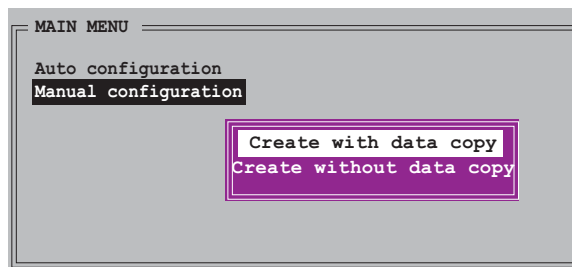 MAIN MENU
Auto configuration
Manual configuration
Create with data copy
Create without data copy